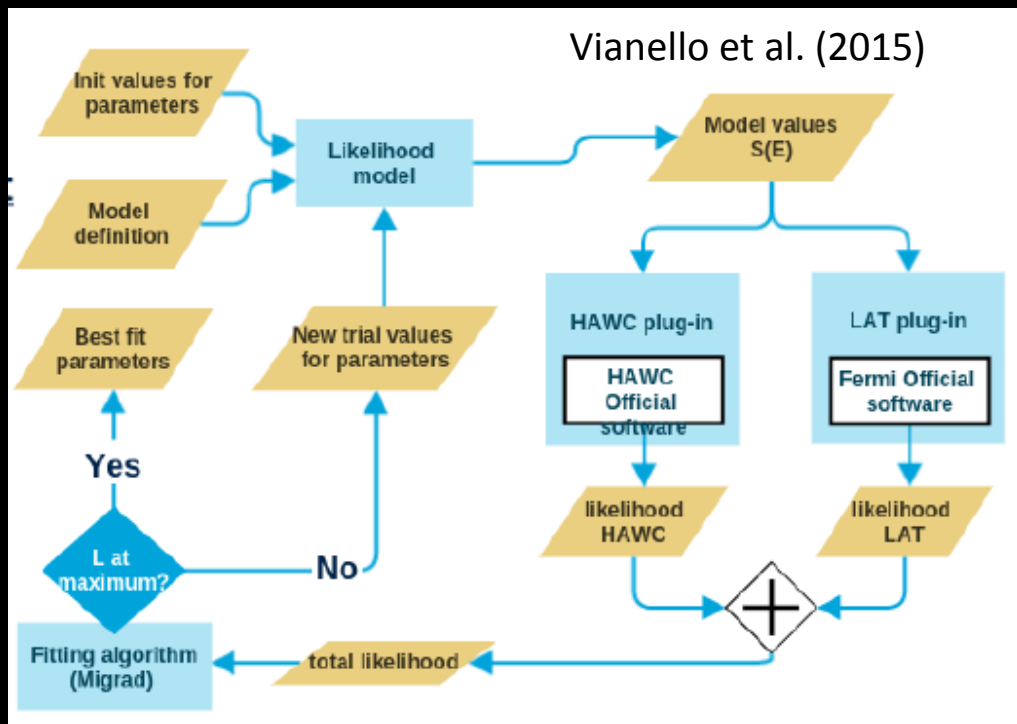 Vianello et al. (2015)
Init values for
parameters
Likelihood
model
Model values
S(E)
Model
definition
Best fit
parameters
New trial values
for parameters
HAWC plug-in
HAWC
Official
software
LAT plug-in
Fermi Official
software
Yes
likelihood
HAWC
likelihood
LAT
L at
maximum?
No
Fitting algorithm
(Migrad)
total likelihood